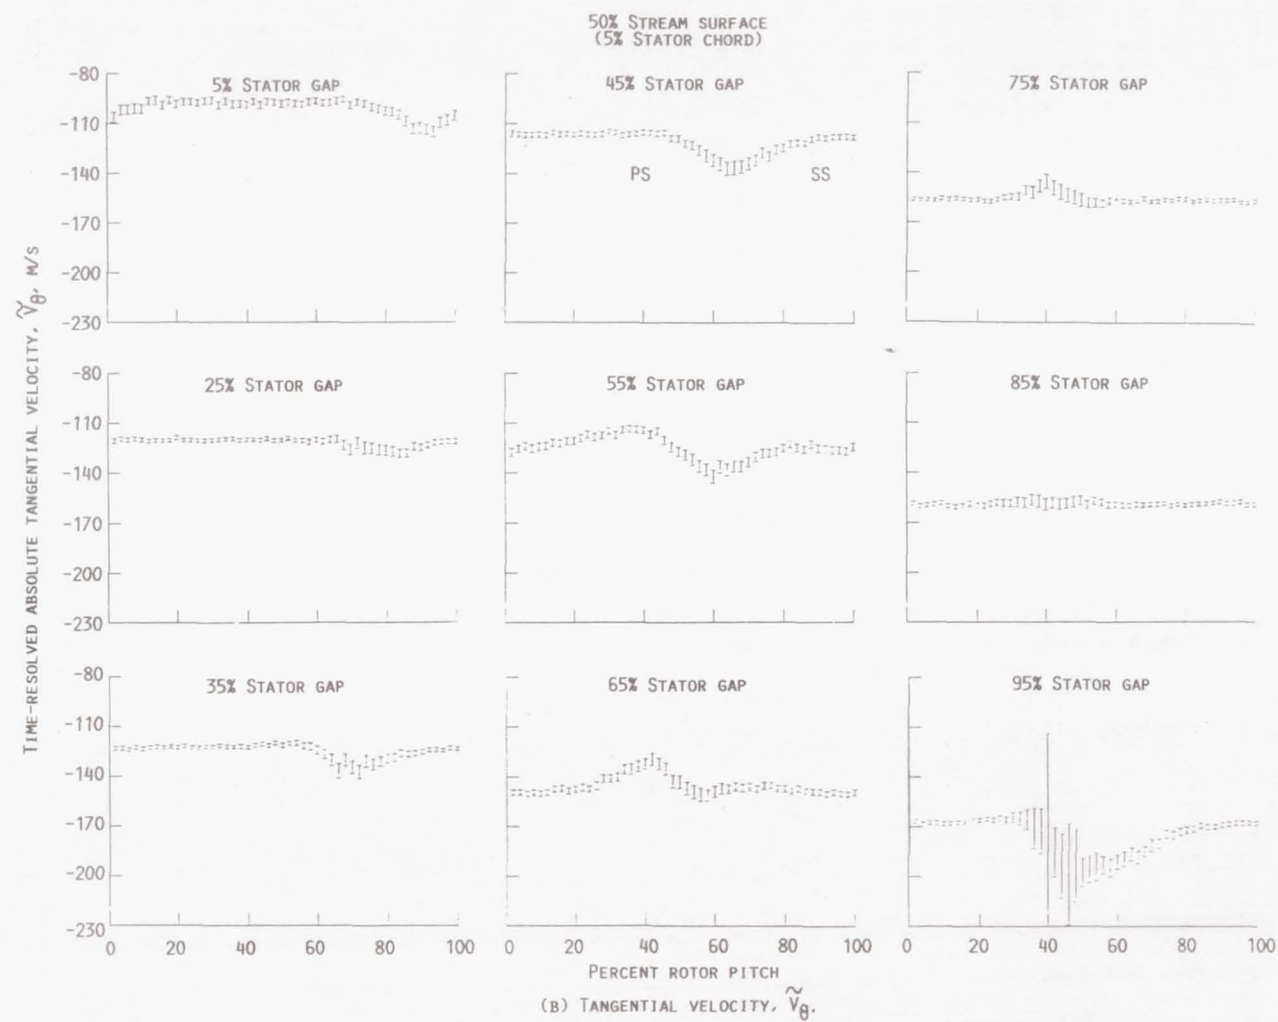 50% STREAM SURFACE
(5% STATOR CHORD)
TIME-RESOLVED ABSOLUTE TANGENTIAL VELOCITY, Ṽθ, M/S
5% STATOR GAP
-80
-110
-140
-170
-200
-230
45% STATOR GAP
PS
SS
75% STATOR GAP
25% STATOR GAP
-80
-110
-140
-170
-200
-230
55% STATOR GAP
85% STATOR GAP
35% STATOR GAP
-80
-110
-140
-170
-200
-230
0 20 40 60 80 100
65% STATOR GAP
0 20 40 60 80 100
95% STATOR GAP
0 20 40 60 80 100
PERCENT ROTOR PITCH
(B) TANGENTIAL VELOCITY, Ṽθ.